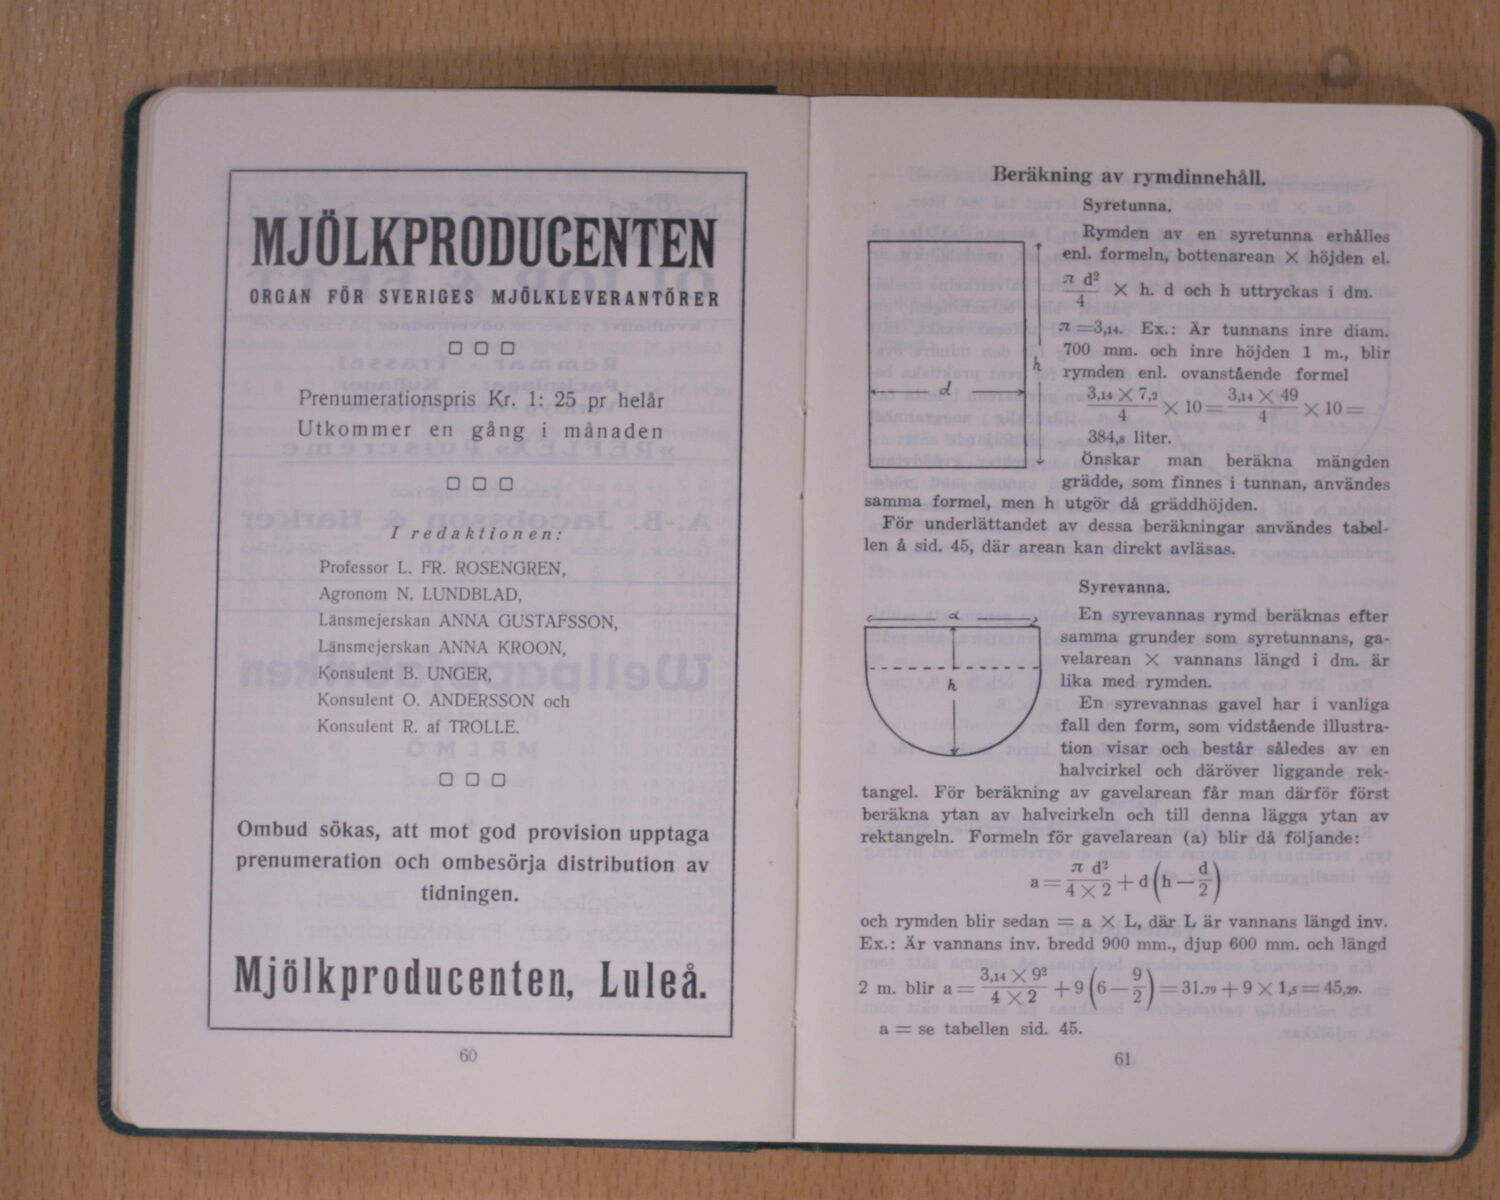 MJÖLKPRODUCENTEN
ORGAN FÖR SVERIGES MJÖLKLEVERANTÖRER
Prenumerationspris Kr. 1: 25 pr helår
Utkommer en gång i månaden
I redaktionen:
Professor L. FR. ROSENGREN,
Agronom N. LUNDBLAD,
Länsmejerskan ANNA GUSTAFSSON,
Länsmejerskan ANNA KROON,
Konsulent B. UNGER,
Konsulent O. ANDERSSON och
Konsulent R. af TROLLE.
Ombud sökas, att mot god provision upptaga
prenumeration och ombesörja distribution av
tidningen.
Mjölkproducenten, Luleå.
60
Beräkning av rymdinnehåll.
Syretunna.
Rymden av en syretunna erhålles
enl. formeln, bottenarean × höjden el.
π d²/4 × h. d och h uttryckas i dm.
π = 3,14. Ex.: Är tunnans inre diam.
700 mm. och inre höjden 1 m., blir
rymden enl. ovanstående formel
3,14 × 7,2/4 × 10 = 3,14 × 49/4 × 10 =
384,8 liter.
d
h
Önskar man beräkna mängden
grädde, som finnes i tunnan, användes
samma formel, men h utgör då gräddhöjden.
För underlättandet av dessa beräkningar användes tabel-
len å sid. 45, där arean kan direkt avläsas.
Syrevanna.
d
h
En syrevannas rymd beräknas efter
samma grunder som syretunnans, ga-
velarean × vannans längd i dm. är
lika med rymden.
En syrevannas gavel har i vanliga
fall den form, som vidstående illustra-
tion visar och består således av en
halvcirkel och däröver liggande rek-
tangel. För beräkning av gavelarean får man därför först
beräkna ytan av halvcirkeln och till denna lägga ytan av
rektangeln. Formeln för gavelarean (a) blir då följande:
a = π d²/4 × 2 + d (h — d/2)
och rymden blir sedan = a × L, där L är vannans längd inv.
Ex.: Är vannans inv. bredd 900 mm., djup 600 mm. och längd
2 m. blir a = 3,14 × 9²/4 × 2 + 9 (6 — 9/2) = 31.79 + 9 × 1,5 = 45,29.
a = se tabellen sid. 45.
61